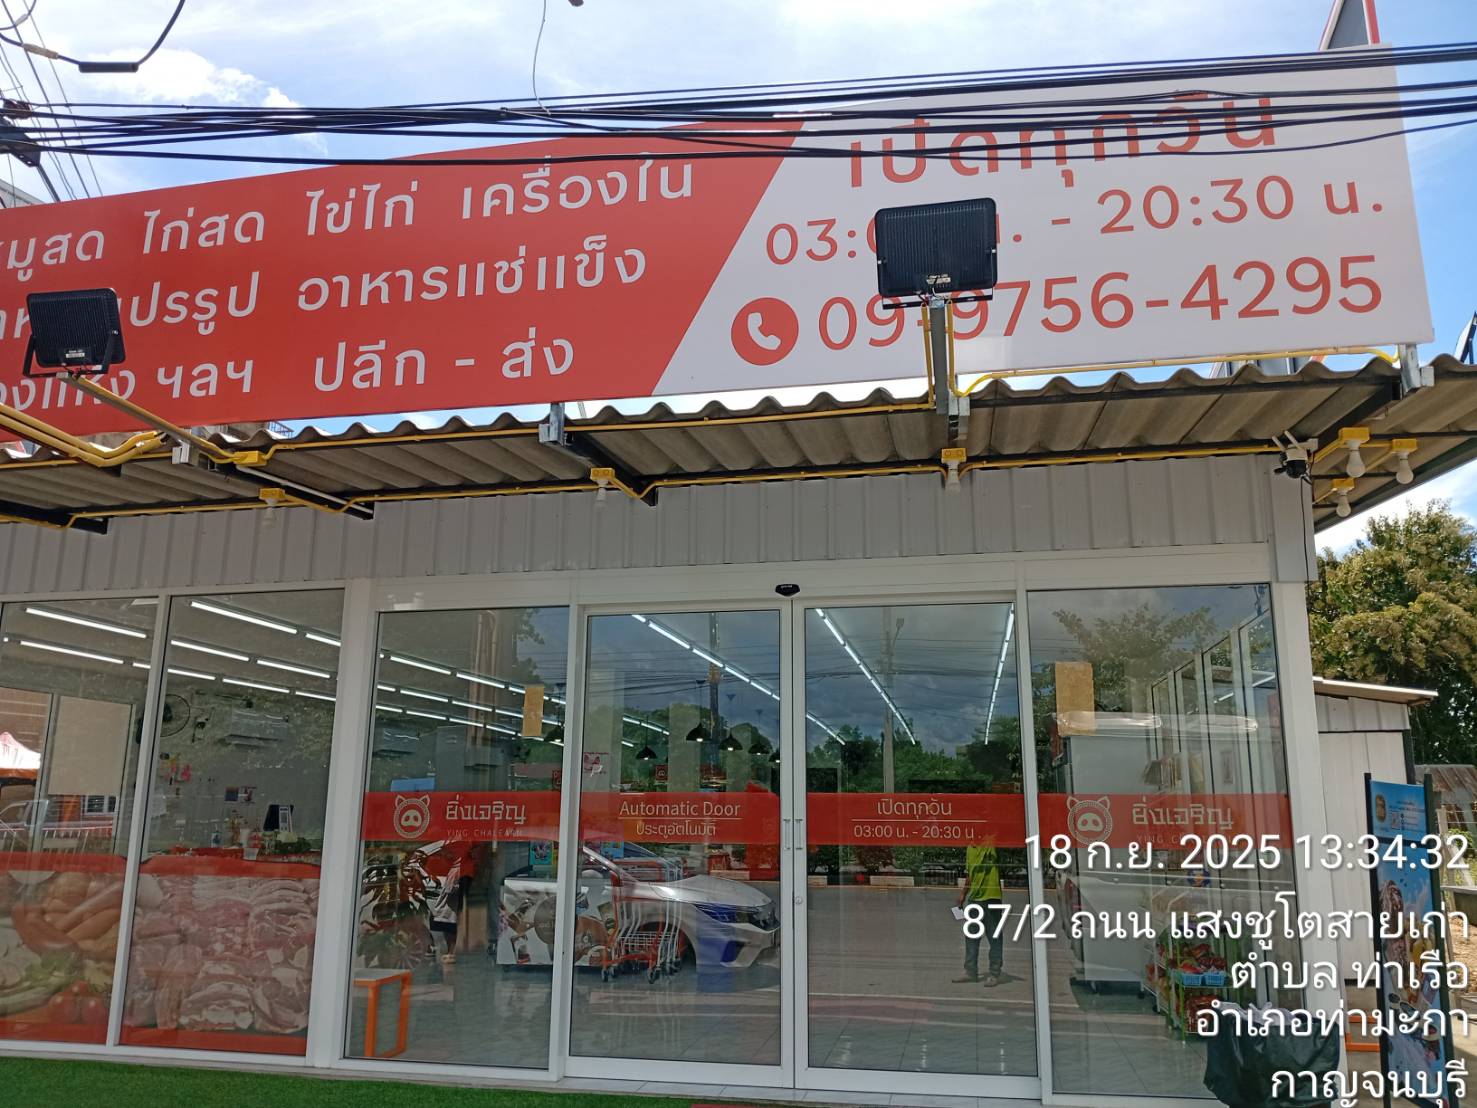 หมูสด ไก่สด ไข่ไก่ เครื่องใน
แปรรูป อาหารแช่แข็ง
ฯลฯ ปลีก - ส่ง
เปิดทุกวัน
03:00 น. - 20:30 น.
09-9756-4295
ยิ่งเจริญ
YING CHALEARN
Automatic Door
ประตูอัตโนมัติ
เปิดทุกวัน
03:00 น. - 20:30 น.
ยิ่งเจริญ
YING CHALEARN
18 ก.ย. 2025 13:34:32
87/2 ถนน แสงชูโตสายเก่า
ตำบล ท่าเรือ
อำเภอท่ามะกา
กาญจนบุรี